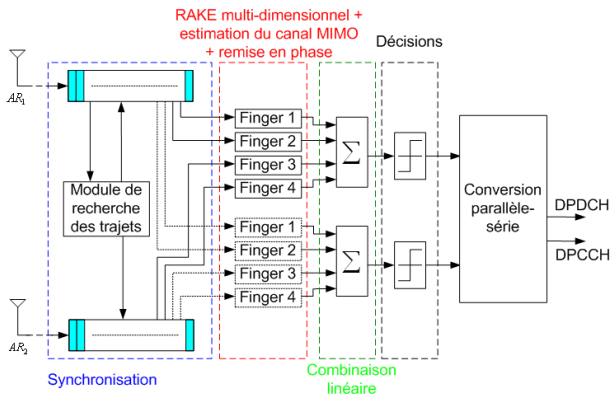 RAKE multi-dimensionnel +
estimation du canal MIMO
+ remise en phase
Décisions
AR1
Finger 1
Finger 2
Finger 3
Finger 4
Σ
Module de
recherche
des trajets
Finger 1
Finger 2
Finger 3
Finger 4
Σ
Conversion
parallèle-
série
DPDCH
DPCCH
AR2
Synchronisation
Combinaison
linéaire